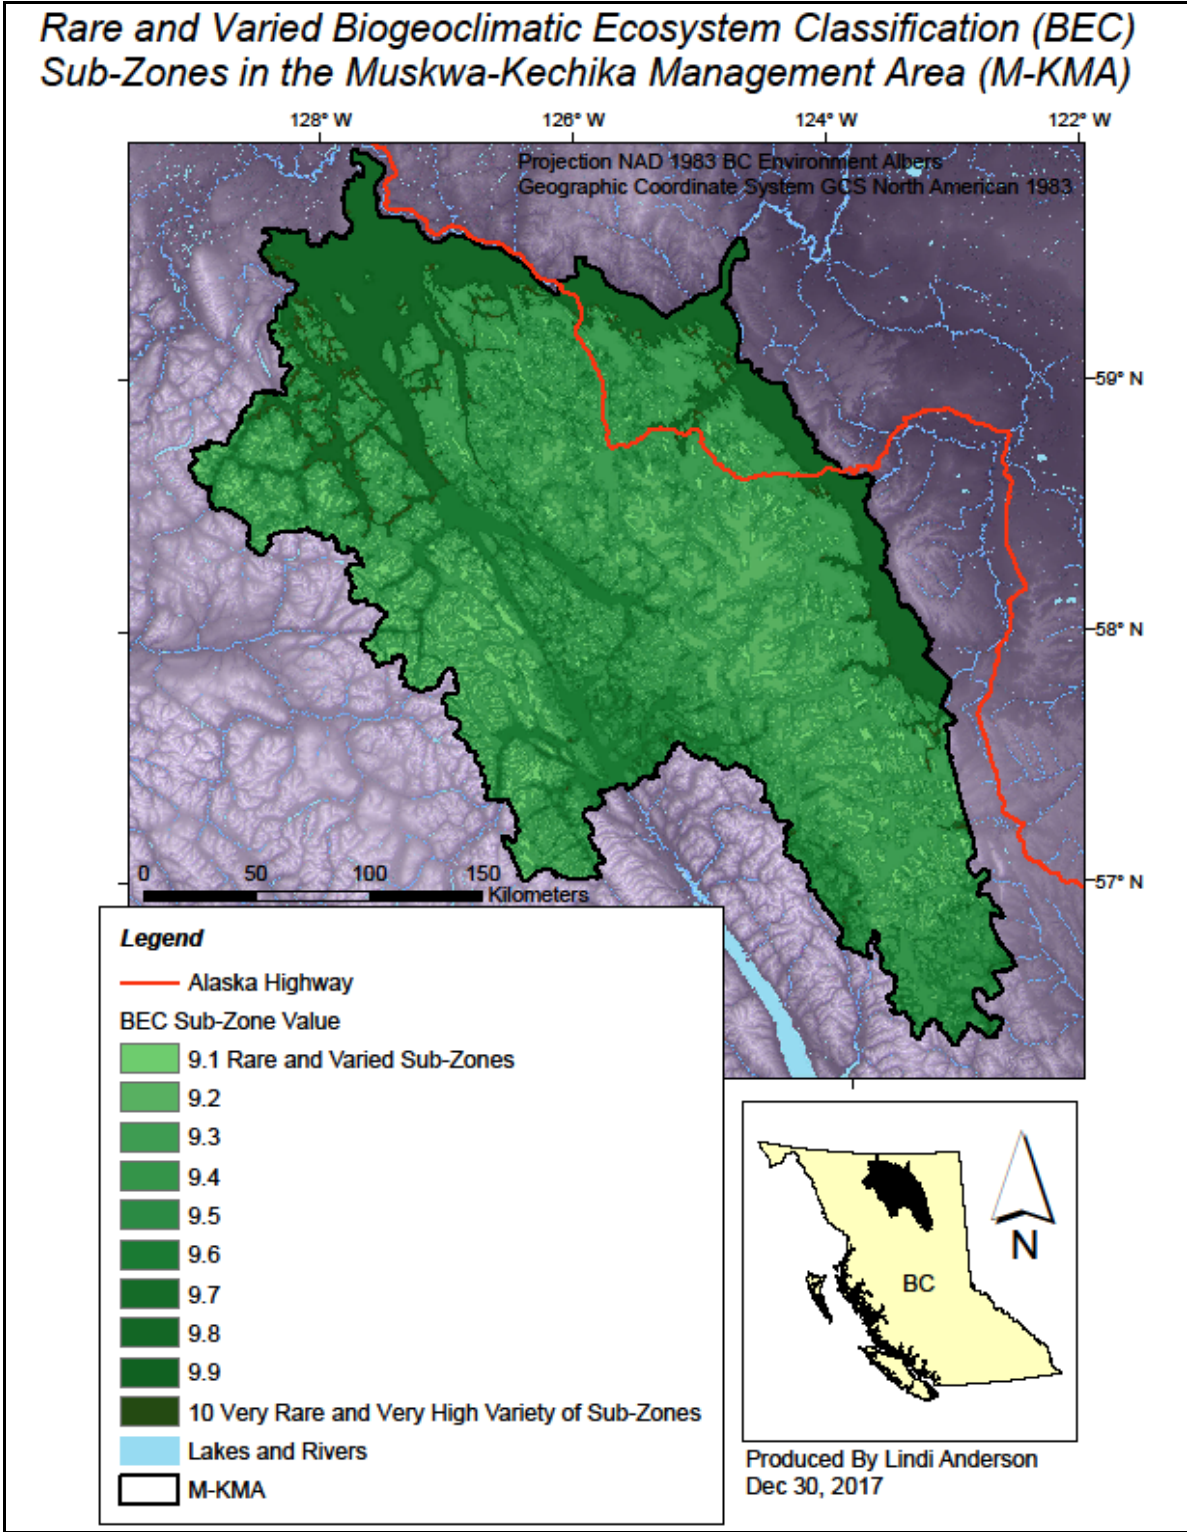 Rare and Varied Biogeoclimatic Ecosystem Classification (BEC)
Sub-Zones in the Muskwa-Kechika Management Area (M-KMA)
128° W
126° W
124° W
122° W
Projection NAD 1983 BC Environment Albers
Geographic Coordinate System GCS North American 1983
59° N
58° N
57° N
0
50
100
150
Kilometers
Legend
Alaska Highway
BEC Sub-Zone Value
9.1 Rare and Varied Sub-Zones
9.2
9.3
9.4
9.5
9.6
9.7
9.8
9.9
10 Very Rare and Very High Variety of Sub-Zones
Lakes and Rivers
M-KMA
BC
N
Produced By Lindi Anderson
Dec 30, 2017